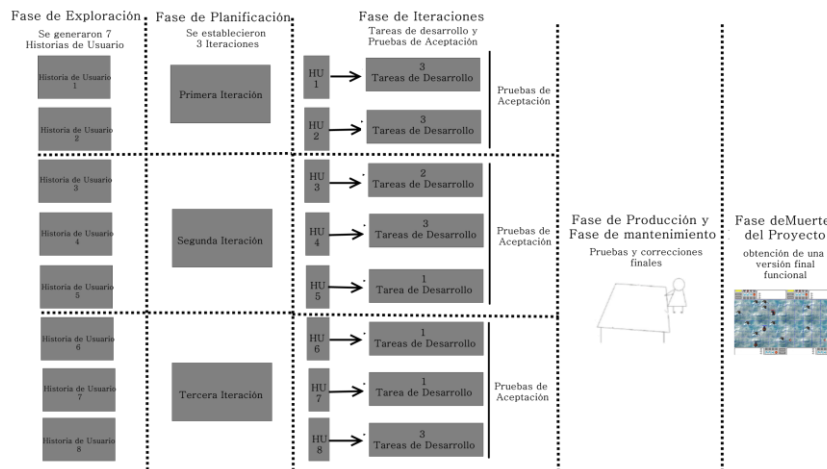 Fase de Exploración
Se generaron 7
Historias de Usuario
Historia de Usuario
1
Historia de Usuario
2
Historia de Usuario
3
Historia de Usuario
4
Historia de Usuario
5
Historia de Usuario
6
Historia de Usuario
7
Historia de Usuario
8
Fase de Planificación
Se establecieron
3 Iteraciones
Primera Iteración
Segunda Iteración
Tercera Iteración
Fase de Iteraciones
Tareas de desarrollo y
Pruebas de Aceptación
HU
1
3
Tareas de Desarrollo
HU
2
3
Tareas de Desarrollo
Pruebas de
Aceptación
HU
3
2
Tareas de Desarrollo
HU
4
3
Tareas de Desarrollo
HU
5
1
Tarea de Desarrollo
Pruebas de
Aceptación
HU
6
1
Tareas de Desarrollo
HU
7
1
Tarea de Desarrollo
HU
8
3
Tareas de Desarrollo
Pruebas de
Aceptación
Fase de Producción y
Fase de mantenimiento
Pruebas y correcciones
finales
Fase deMuerte
del Proyecto
obtención de una
versión final
funcional